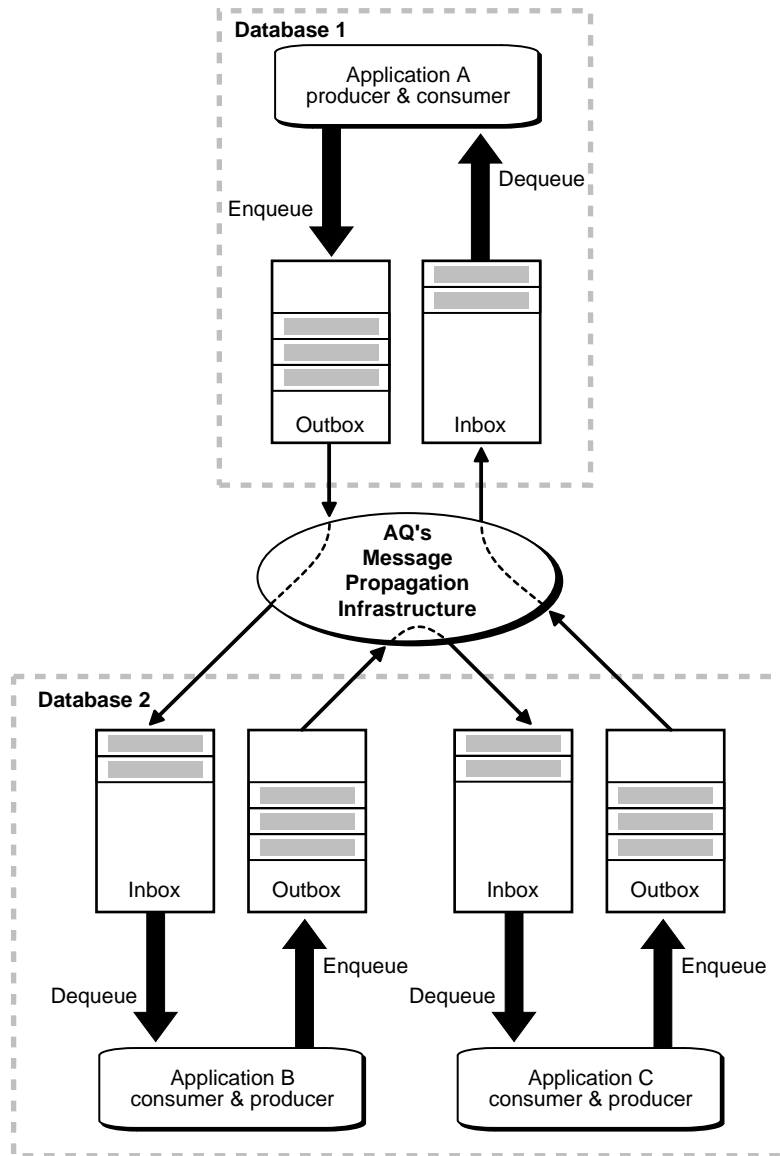 Database 1
Application A
producer & consumer
Dequeue
Enqueue
Outbox
Inbox
AQ's
Message
Propagation
Infrastructure
Database 2
Inbox
Outbox
Inbox
Outbox
Enqueue
Enqueue
Dequeue
Dequeue
Application B
consumer & producer
Application C
consumer & producer